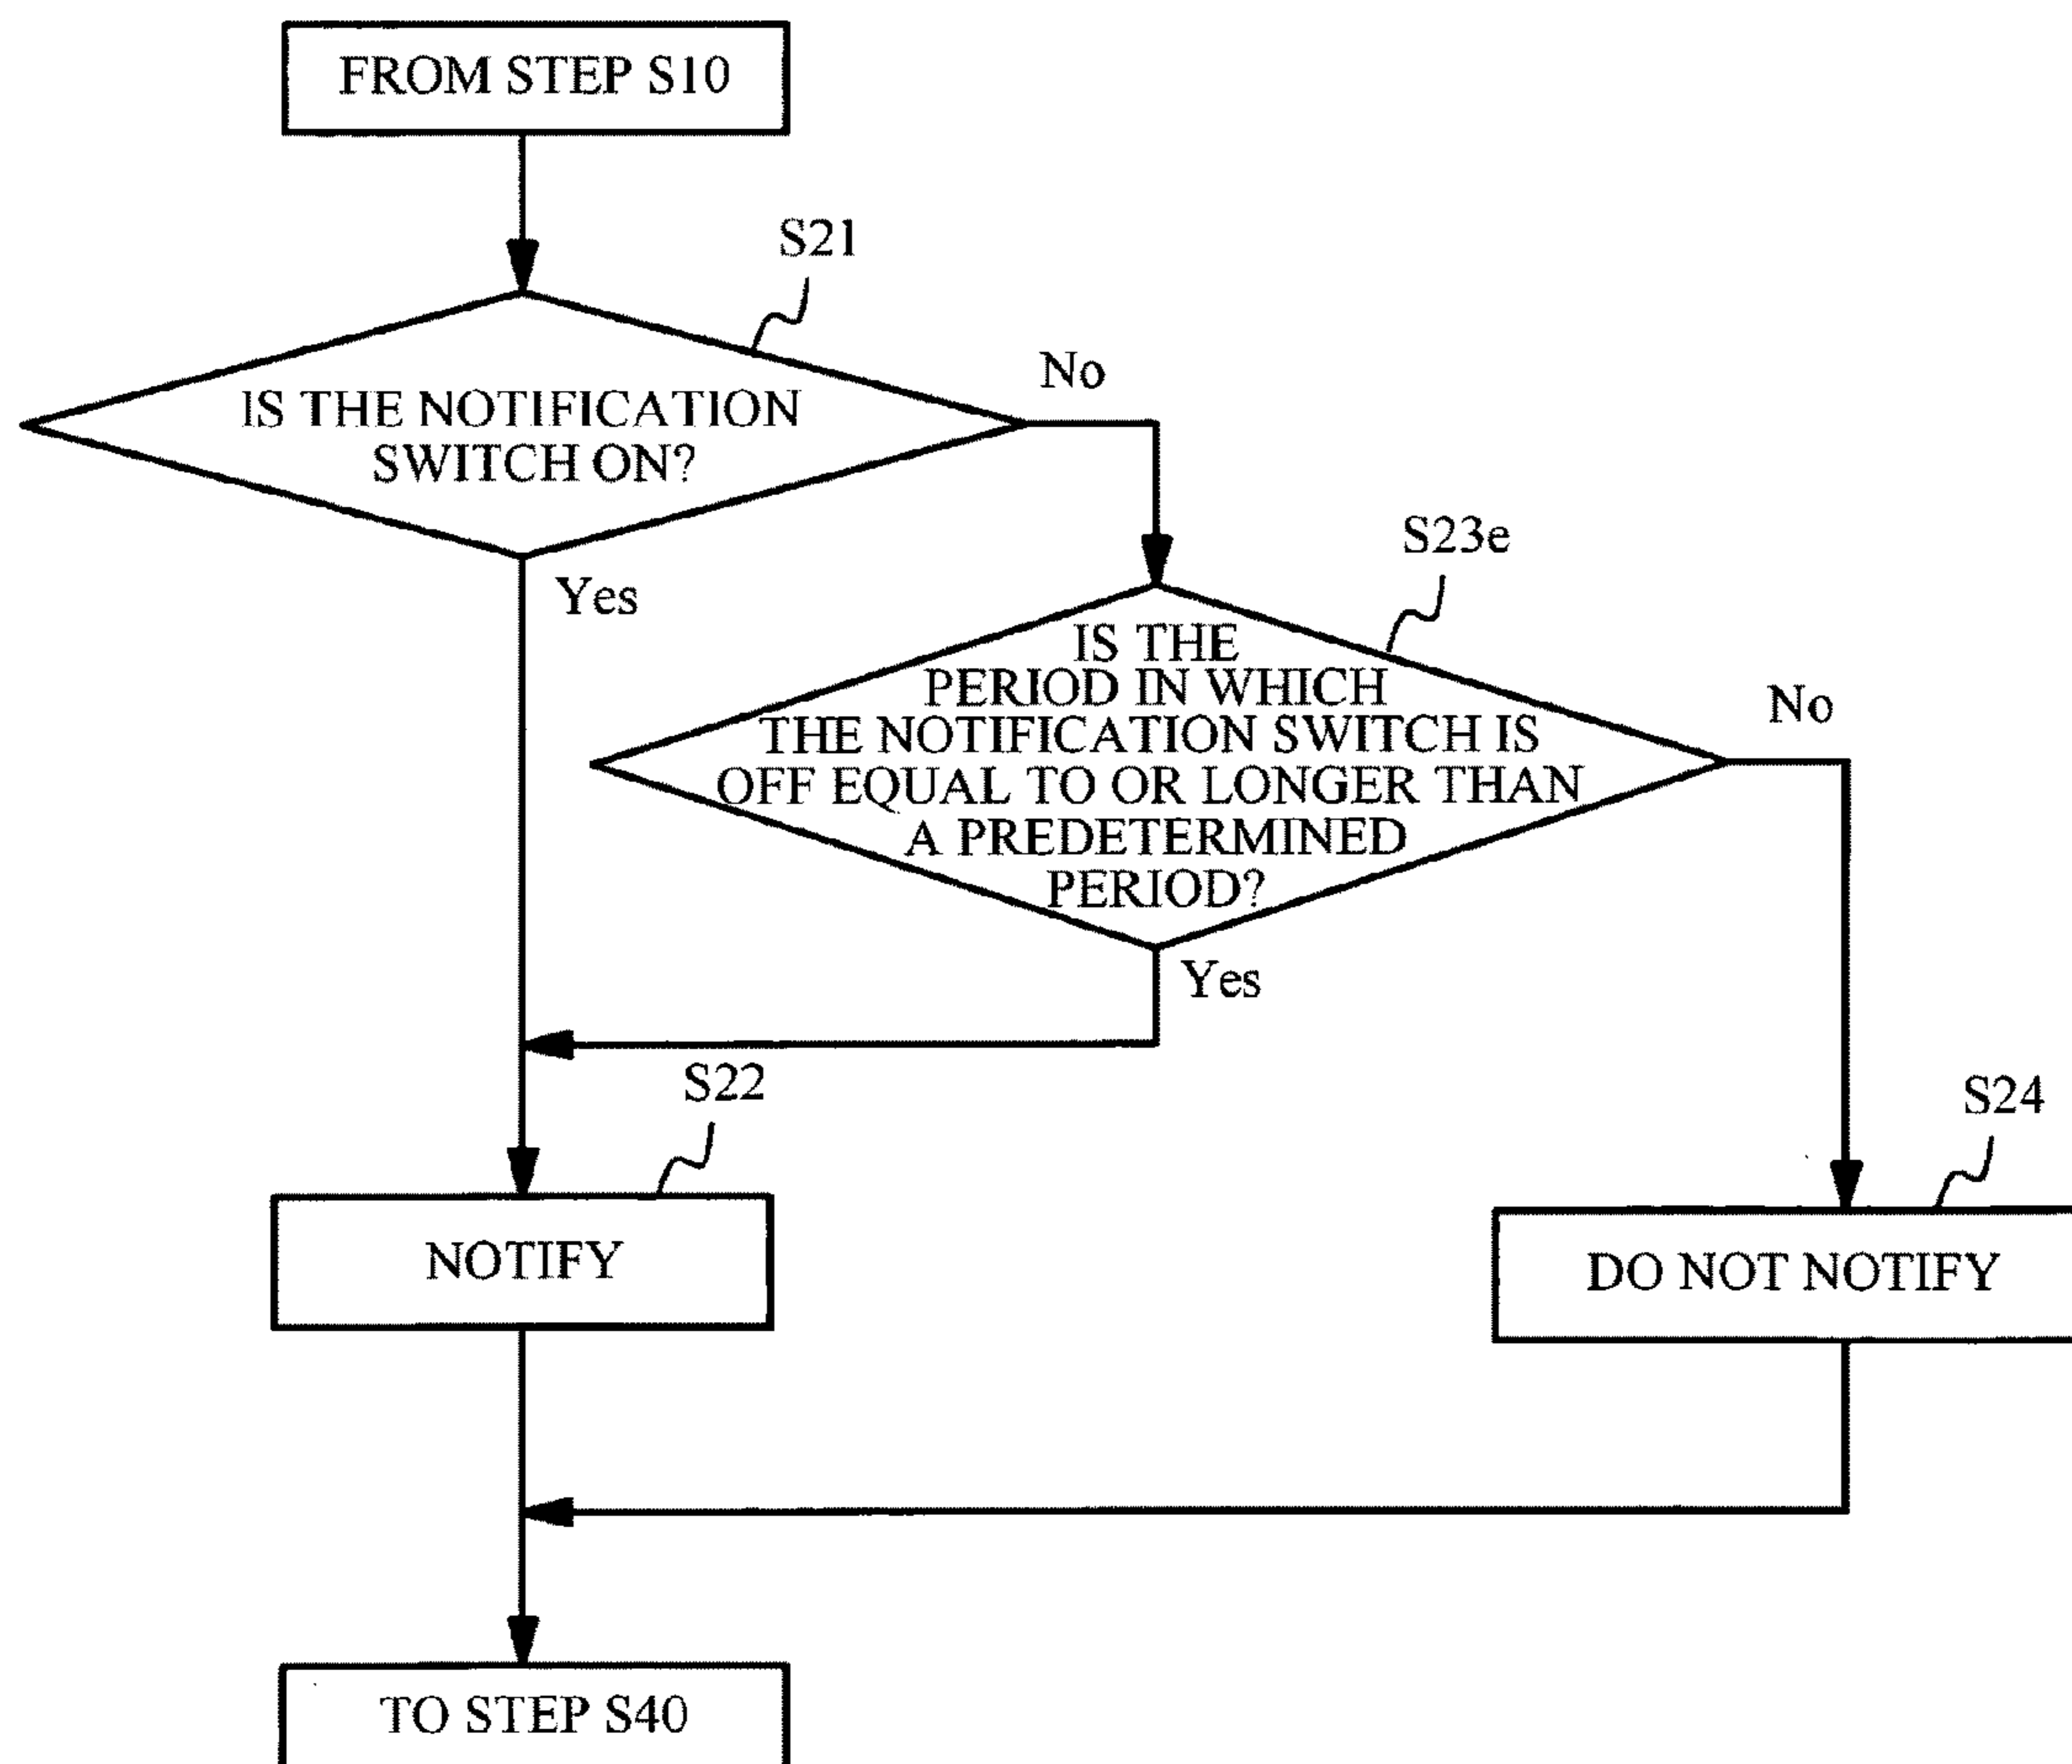 FROM STEP S10
S21
IS THE NOTIFICATION
SWITCH ON?
No
Yes
S23e
IS THE
PERIOD IN WHICH
THE NOTIFICATION SWITCH IS
OFF EQUAL TO OR LONGER THAN
A PREDETERMINED
PERIOD?
No
Yes
S22
NOTIFY
S24
DO NOT NOTIFY
TO STEP S40